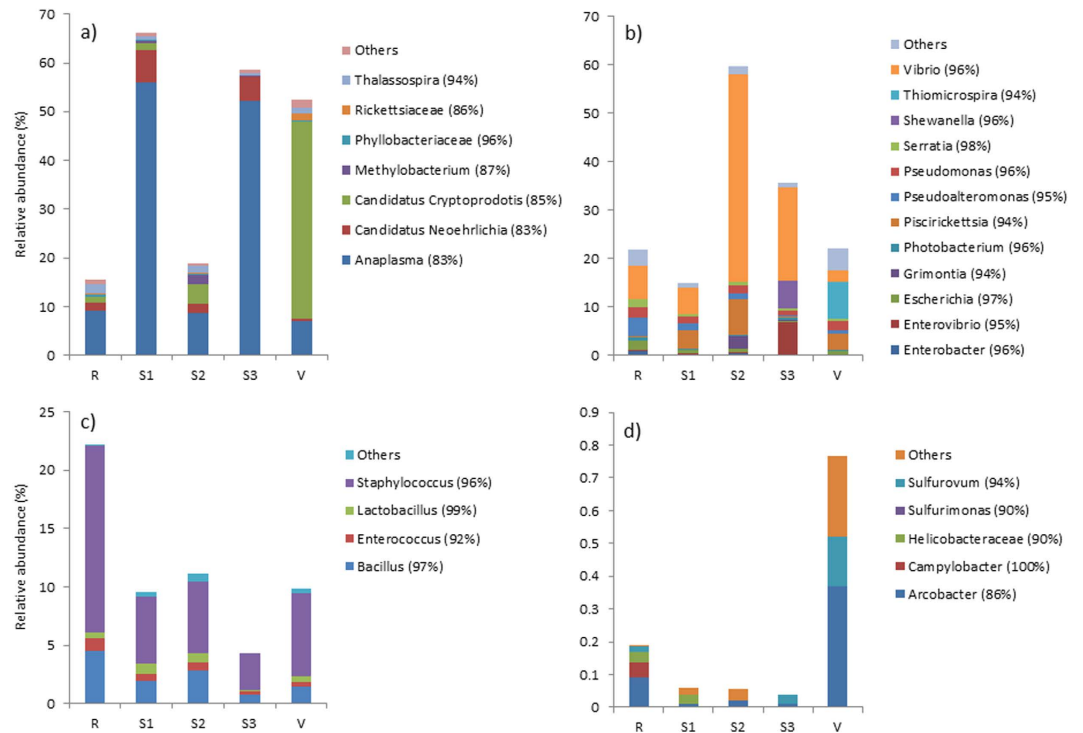 a)
Relative abundance (%)
70
60
50
40
30
20
10
0
R S1 S2 S3 V
Others
Thalassospira (94%)
Rickettsiaceae (86%)
Phyllobacteriaceae (96%)
Methylobacterium (87%)
Candidatus Cryptoprodotis (85%)
Candidatus Neoehrlichia (83%)
Anaplasma (83%)
b)
70
60
50
40
30
20
10
0
R S1 S2 S3 V
Others
Vibrio (96%)
Thiomicrospira (94%)
Shewanella (96%)
Serratia (98%)
Pseudomonas (96%)
Pseudoalteromonas (95%)
Piscirickettsia (94%)
Photobacterium (96%)
Grimontia (94%)
Escherichia (97%)
Enterovibrio (95%)
Enterobacter (96%)
c)
Relative abundance (%)
25
20
15
10
5
0
R S1 S2 S3 V
Others
Staphylococcus (96%)
Lactobacillus (99%)
Enterococcus (92%)
Bacillus (97%)
d)
0.9
0.8
0.7
0.6
0.5
0.4
0.3
0.2
0.1
0
R S1 S2 S3 V
Others
Sulfurovum (94%)
Sulfurimonas (90%)
Helicobacteraceae (90%)
Campylobacter (100%)
Arcobacter (86%)